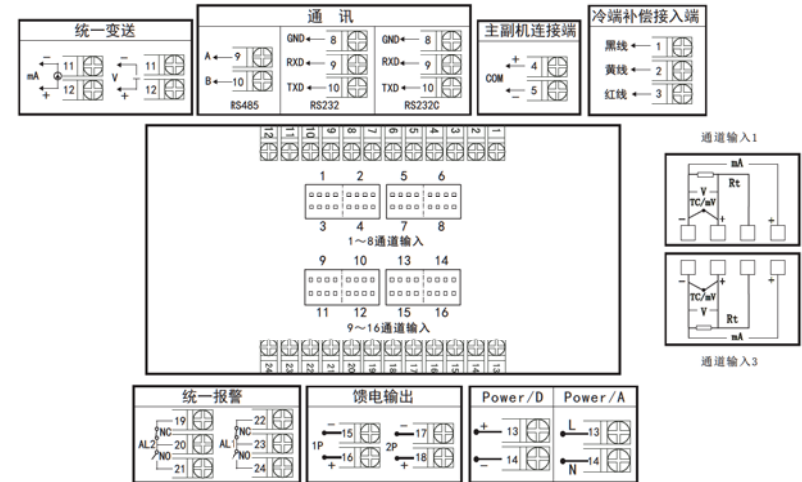 统一变送
mA
－ 11
＋ 12
V
－ 11
＋ 12
通 讯
A 9
B 10
RS485
GND 8
RXD 9
TXD 10
RS232
GND 8
RXD 9
TXD 10
RS232C
主副机连接端
COM
+ 4
- 5
冷端补偿接入端
黑线 1
黄线 2
红线 3
12 11 10 9 8 7 6 5 4 3 2 1
1 2 5 6
3 4 7 8
1～8通道输入
9 10 13 14
11 12 15 16
9～16通道输入
24 23 22 21 20 19 18 17 16 15 14 13
通道输入1
mA
Rt
V
TC/mV
- + +
- + +
TC/mV
V
Rt
mA
通道输入3
统一报警
AL2
19
NC
20
NO
21
AL1
22
NC
23
NO
24
馈电输出
1P
- 15
+ 16
2P
- 17
+ 18
Power/D
+ 13
- 14
Power/A
L 13
N 14